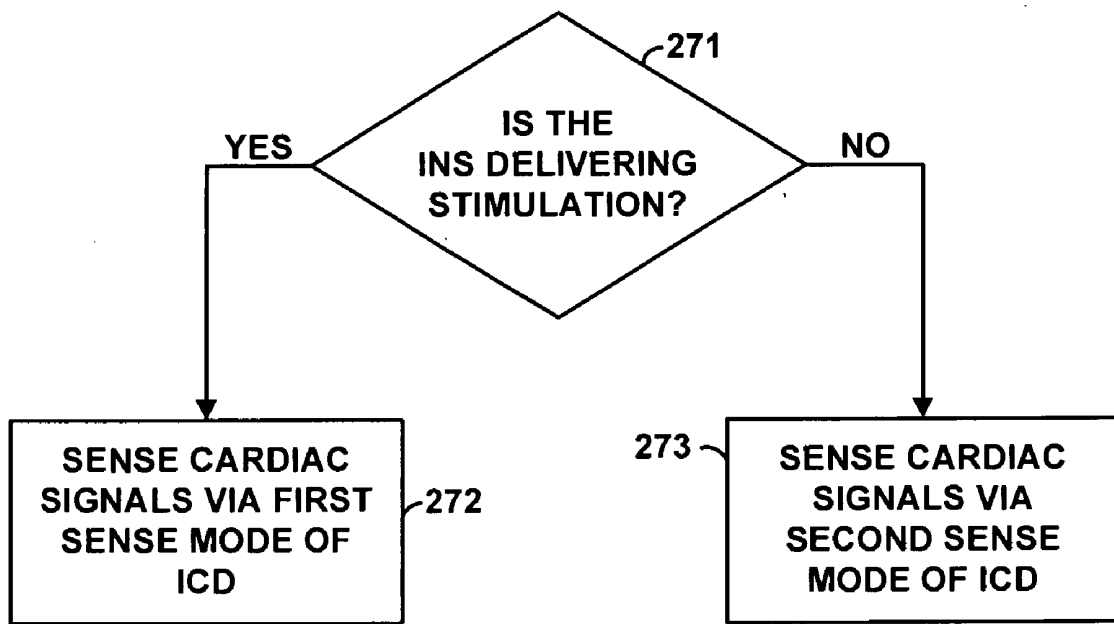 271
IS THE
INS DELIVERING
STIMULATION?
YES
NO
SENSE CARDIAC
SIGNALS VIA FIRST
SENSE MODE OF
ICD
272
273
SENSE CARDIAC
SIGNALS VIA
SECOND SENSE
MODE OF ICD